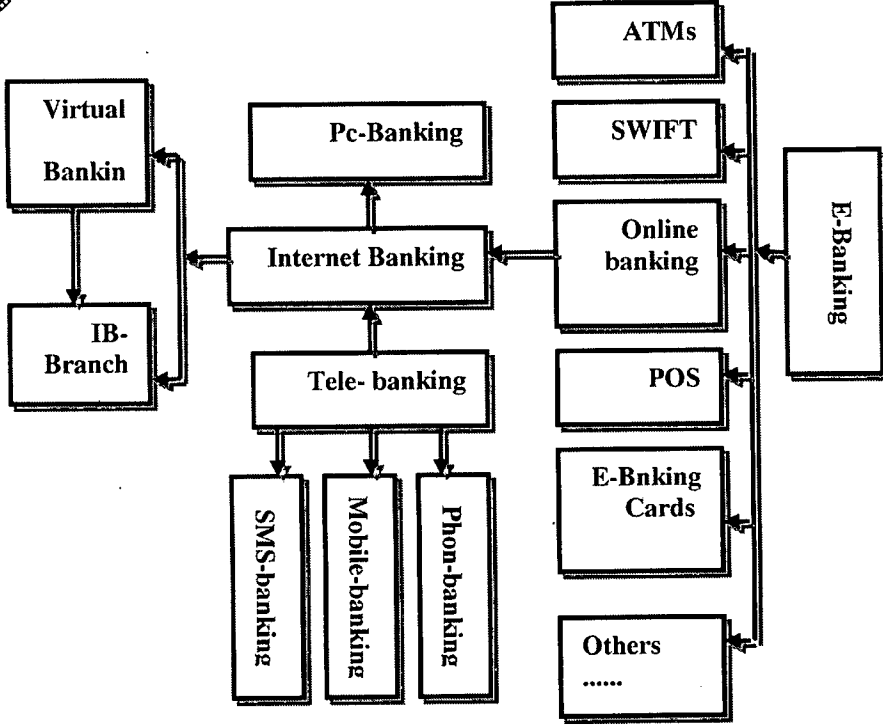 ATMs
Virtual
Bankin
Pc-Banking
SWIFT
E-Banking
Internet Banking
Online
banking
IB-
Branch
Tele- banking
POS
SMS-banking
Mobile-banking
Phon-banking
E-Bnking
Cards
Others
......